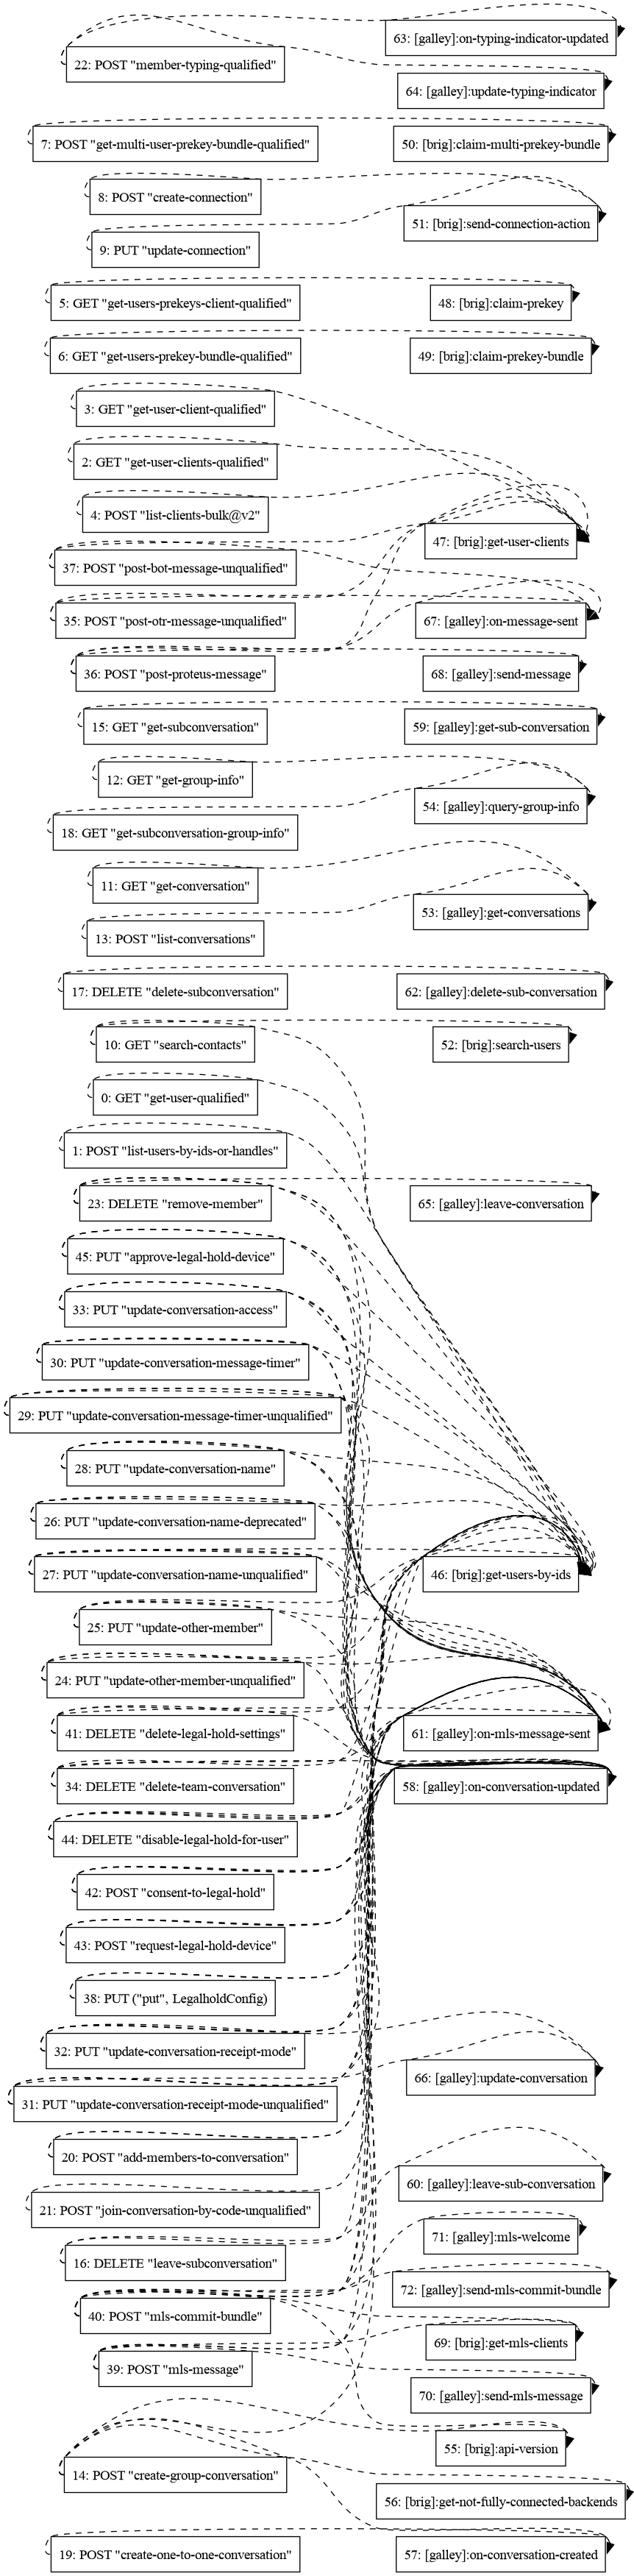 63: [galley]:on-typing-indicator-updated
22: POST "member-typing-qualified"
64: [galley]:update-typing-indicator
7: POST "get-multi-user-prekey-bundle-qualified"
50: [brig]:claim-multi-prekey-bundle
8: POST "create-connection"
51: [brig]:send-connection-action
9: PUT "update-connection"
5: GET "get-users-prekeys-client-qualified"
48: [brig]:claim-prekey
6: GET "get-users-prekey-bundle-qualified"
49: [brig]:claim-prekey-bundle
3: GET "get-user-client-qualified"
2: GET "get-user-clients-qualified"
4: POST "list-clients-bulk@v2"
47: [brig]:get-user-clients
37: POST "post-bot-message-unqualified"
35: POST "post-otr-message-unqualified"
67: [galley]:on-message-sent
36: POST "post-proteus-message"
68: [galley]:send-message
15: GET "get-subconversation"
59: [galley]:get-sub-conversation
12: GET "get-group-info"
54: [galley]:query-group-info
18: GET "get-subconversation-group-info"
11: GET "get-conversation"
53: [galley]:get-conversations
13: POST "list-conversations"
17: DELETE "delete-subconversation"
62: [galley]:delete-sub-conversation
10: GET "search-contacts"
52: [brig]:search-users
0: GET "get-user-qualified"
1: POST "list-users-by-ids-or-handles"
23: DELETE "remove-member"
65: [galley]:leave-conversation
45: PUT "approve-legal-hold-device"
33: PUT "update-conversation-access"
30: PUT "update-conversation-message-timer"
29: PUT "update-conversation-message-timer-unqualified"
28: PUT "update-conversation-name"
26: PUT "update-conversation-name-deprecated"
27: PUT "update-conversation-name-unqualified"
46: [brig]:get-users-by-ids
25: PUT "update-other-member"
24: PUT "update-other-member-unqualified"
41: DELETE "delete-legal-hold-settings"
61: [galley]:on-mls-message-sent
34: DELETE "delete-team-conversation"
58: [galley]:on-conversation-updated
44: DELETE "disable-legal-hold-for-user"
42: POST "consent-to-legal-hold"
43: POST "request-legal-hold-device"
38: PUT ("put", LegalholdConfig)
32: PUT "update-conversation-receipt-mode"
66: [galley]:update-conversation
31: PUT "update-conversation-receipt-mode-unqualified"
20: POST "add-members-to-conversation"
60: [galley]:leave-sub-conversation
21: POST "join-conversation-by-code-unqualified"
71: [galley]:mls-welcome
16: DELETE "leave-subconversation"
72: [galley]:send-mls-commit-bundle
40: POST "mls-commit-bundle"
69: [brig]:get-mls-clients
39: POST "mls-message"
70: [galley]:send-mls-message
55: [brig]:api-version
14: POST "create-group-conversation"
56: [brig]:get-not-fully-connected-backends
19: POST "create-one-to-one-conversation"
57: [galley]:on-conversation-created